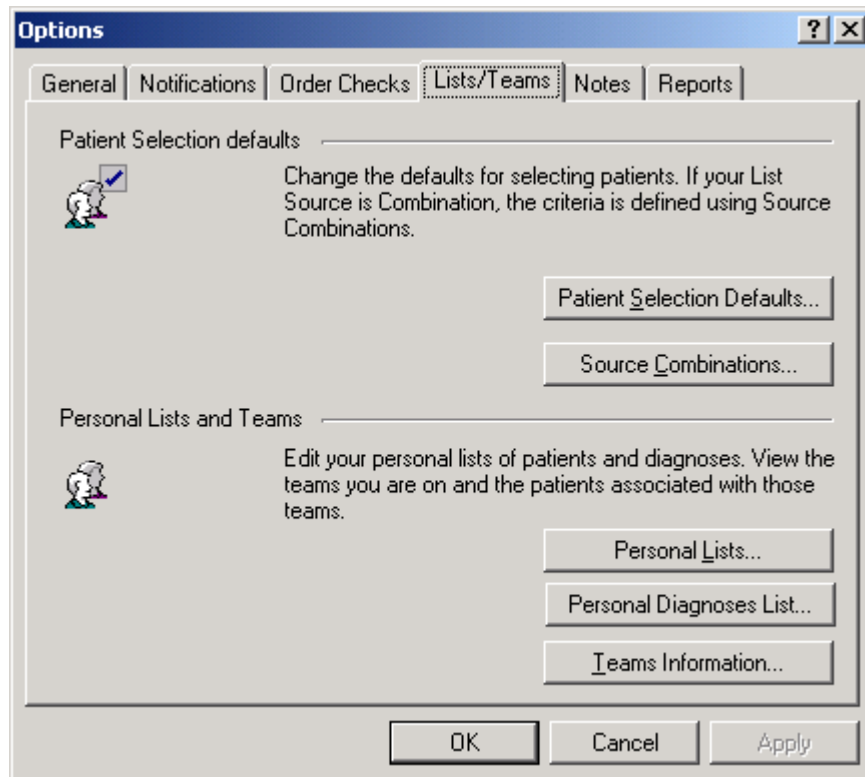 Options
General
Notifications
Order Checks
Lists/Teams
Notes
Reports
Patient Selection defaults
Change the defaults for selecting patients. If your List
Source is Combination, the criteria is defined using Source
Combinations.
Patient Selection Defaults...
Source Combinations...
Personal Lists and Teams
Edit your personal lists of patients and diagnoses. View the
teams you are on and the patients associated with those
teams.
Personal Lists...
Personal Diagnoses List...
Teams Information...
OK
Cancel
Apply